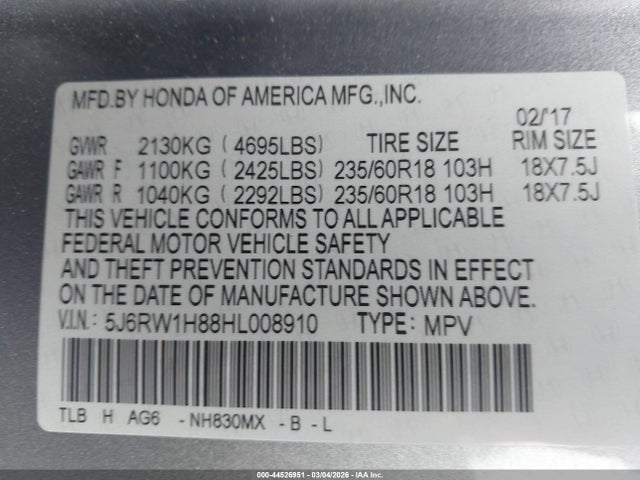 MFD.BY HONDA OF AMERICA MFG.,INC.
02/'17
GVWR 2130KG ( 4695LBS) TIRE SIZE RIM SIZE
GAWR F 1100KG ( 2425LBS) 235/60R18 103H 18X7.5J
GAWR R 1040KG ( 2292LBS) 235/60R18 103H 18X7.5J
THIS VEHICLE CONFORMS TO ALL APPLICABLE
FEDERAL MOTOR VEHICLE SAFETY
AND THEFT PREVENTION STANDARDS IN EFFECT
ON THE DATE OF MANUFACTURE SHOWN ABOVE.
V.I.N.: 5J6RW1H88HL008910 TYPE: MPV
TLB H AG6 -NH830MX -B -L
000-44526951 - 03/04/2026 - IAA Inc.